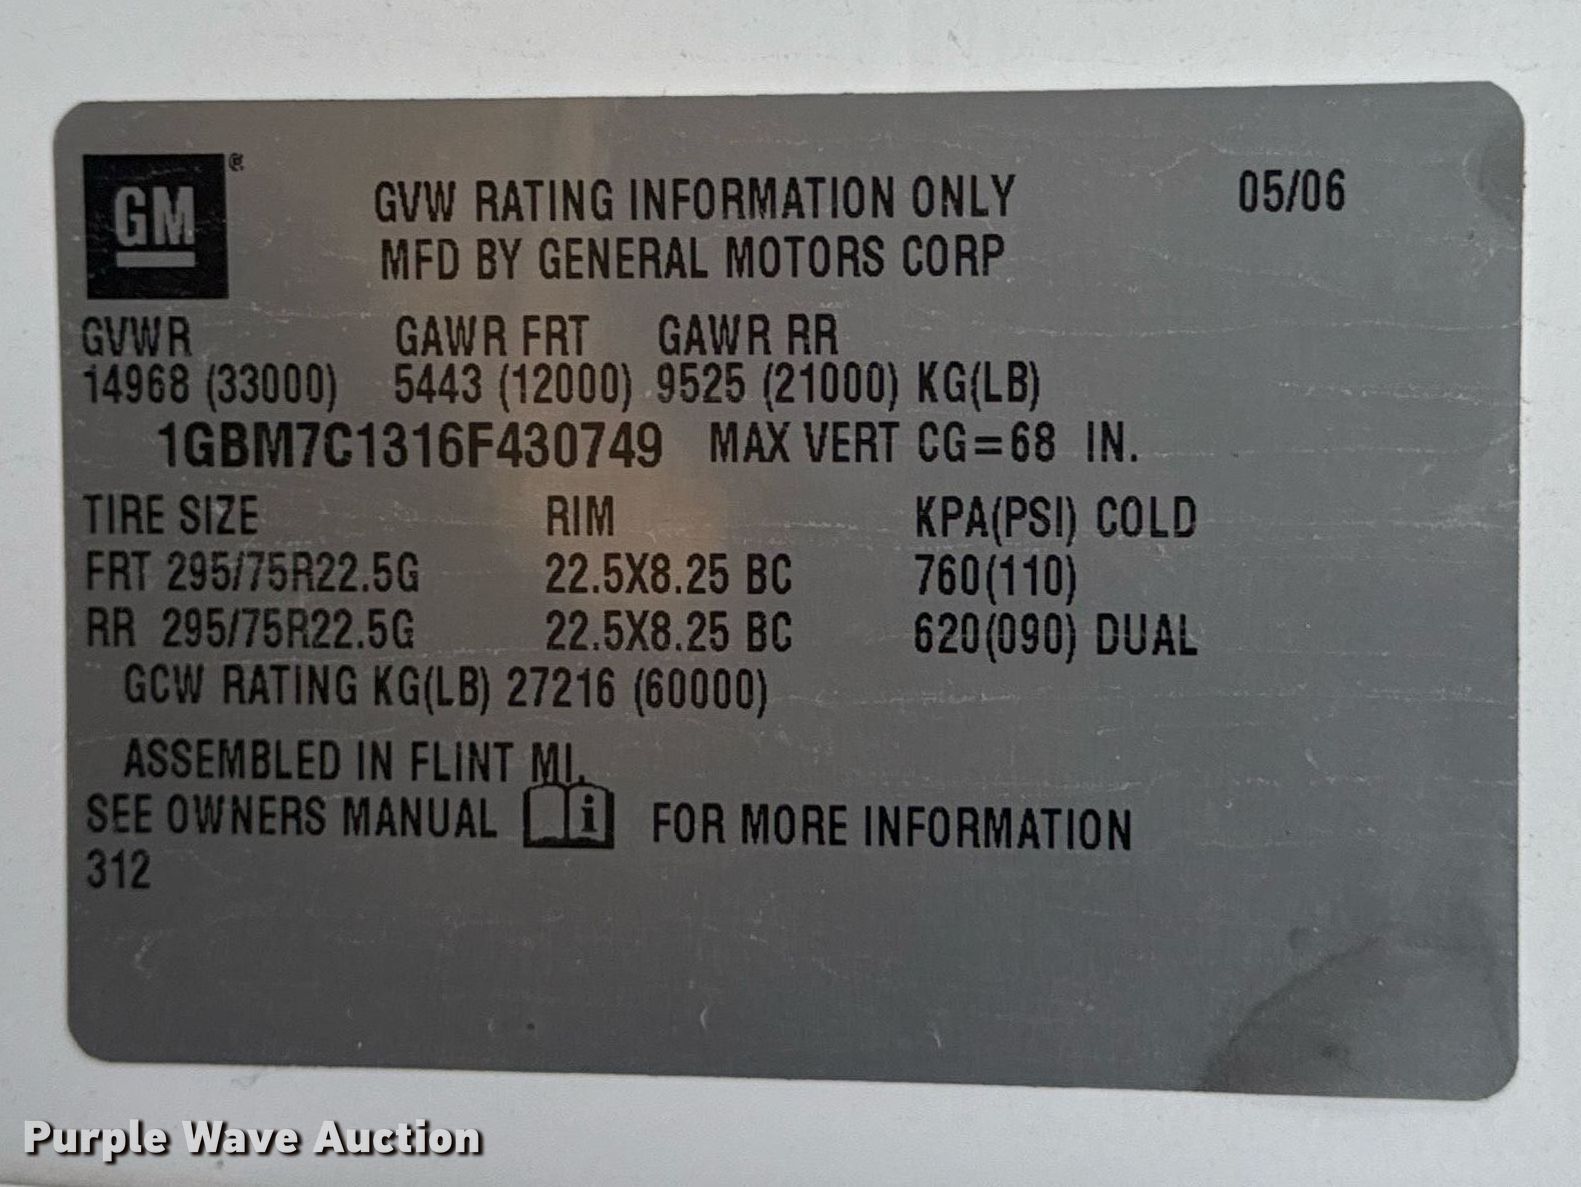 GM®
GVW RATING INFORMATION ONLY 05/06
MFD BY GENERAL MOTORS CORP
GVWR GAWR FRT GAWR RR
14968 (33000) 5443 (12000) 9525 (21000) KG(LB)
1GBM7C1316F430749 MAX VERT CG=68 IN.
TIRE SIZE RIM KPA(PSI) COLD
FRT 295/75R22.5G 22.5X8.25 BC 760(110)
RR 295/75R22.5G 22.5X8.25 BC 620(090) DUAL
GCW RATING KG(LB) 27216 (60000)
ASSEMBLED IN FLINT MI.
SEE OWNERS MANUAL i FOR MORE INFORMATION
312
Purple Wave Auction